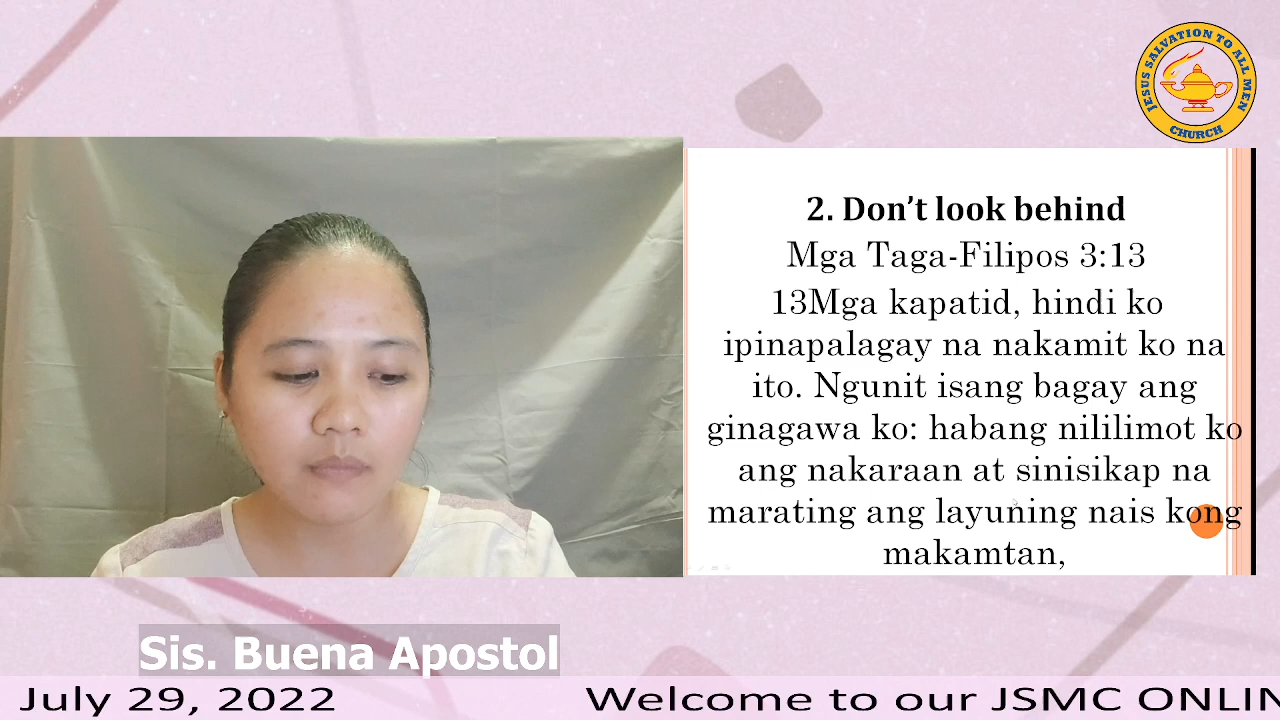 JESUS SALVATION TO ALL MEN
CHURCH
2. Don’t look behind
Mga Taga-Filipos 3:13
13Mga kapatid, hindi ko
ipinapalagay na nakamit ko na
ito. Ngunit isang bagay ang
ginagawa ko: habang nililimot ko
ang nakaraan at sinisikap na
marating ang layuning nais kong
makamtan,
Sis. Buena Apostol
July 29, 2022
Welcome to our JSMC ONLIN